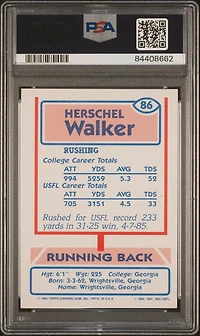 PSA
84408662
86
HERSCHEL
Walker
RUSHING
College Career Totals
ATT YDS AVG TDS
994 5259 5.3 52
USFL Career Totals
ATT YDS AVG TDS
705 3151 4.5 33
Rushed for USFL record 233
yards in 31-25 win, 4-7-85.
RUNNING BACK
Hgt: 6'1" Wgt: 225 College: Georgia
Born: 3-3-62, Wrightsville, Georgia
Home: Wrightsville, Georgia